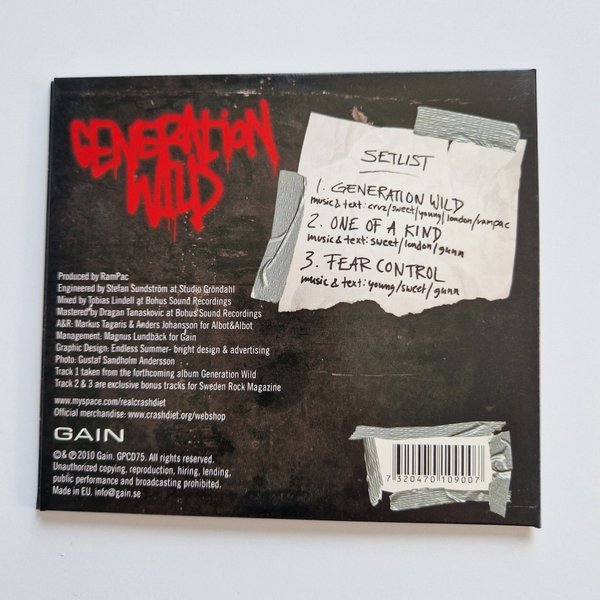 GENERATION
WILD
SETLIST
1. GENERATION WILD
music & text: cruz/sweet/young/london/rampac
2. ONE OF A KIND
music & text: sweet/london/gunn
3. FEAR CONTROL
music & text: young/sweet/gunn
Produced by RamPac
Engineered by Stefan Sundström at Studio Gröndahl
Mixed by Tobias Lindell at Bohus Sound Recordings
Mastered by Dragan Tanaskovic at Bohus Sound Recordings
A&R: Markus Tagaris & Anders Johansson for Albot&Albot
Management: Magnus Lundbäck for Gain
Graphic Design: Endless Summer- bright design & advertising
Photo: Gustaf Sandholm Andersson
Track 1 taken from the forthcoming album Generation Wild
Track 2 & 3 are exclusive bonus tracks for Sweden Rock Magazine
www.myspace.com/realcrashdiet
Official merchandise: www.crashdiet.org/webshop
GAIN
©&℗2010 Gain. GPCD75. All rights reserved.
Unauthorized copying, reproduction, hiring, lending,
public performance and broadcasting prohibited.
Made in EU. info@gain.se
7 320470 109007